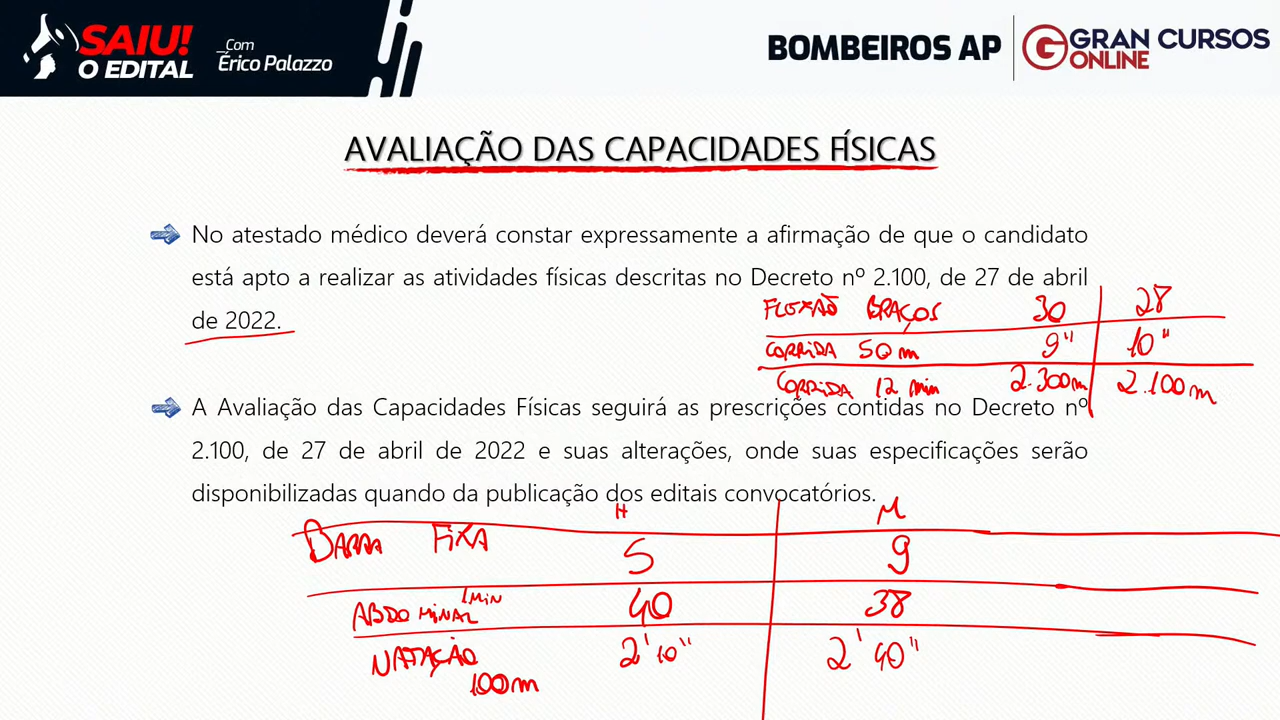 SAIU!
O EDITAL
_Com
Érico Palazzo
BOMBEIROS AP
GRAN CURSOS
ONLINE
AVALIAÇÃO DAS CAPACIDADES FÍSICAS
No atestado médico deverá constar expressamente a afirmação de que o candidato
está apto a realizar as atividades físicas descritas no Decreto nº 2.100, de 27 de abril
de 2022.
FLEXÃO BRAÇOS 30 28
CORRIDA 50 m 9" 10"
CORRIDA 12 min 2.300m 2.100m
A Avaliação das Capacidades Físicas seguirá as prescrições contidas no Decreto nº
2.100, de 27 de abril de 2022 e suas alterações, onde suas especificações serão
disponibilizadas quando da publicação dos editais convocatórios.
H M
BARRA FIXA 5 9
ABDOMINAL 1 MIN 40 38
NATAÇÃO 2' 10" 2' 40"
100m